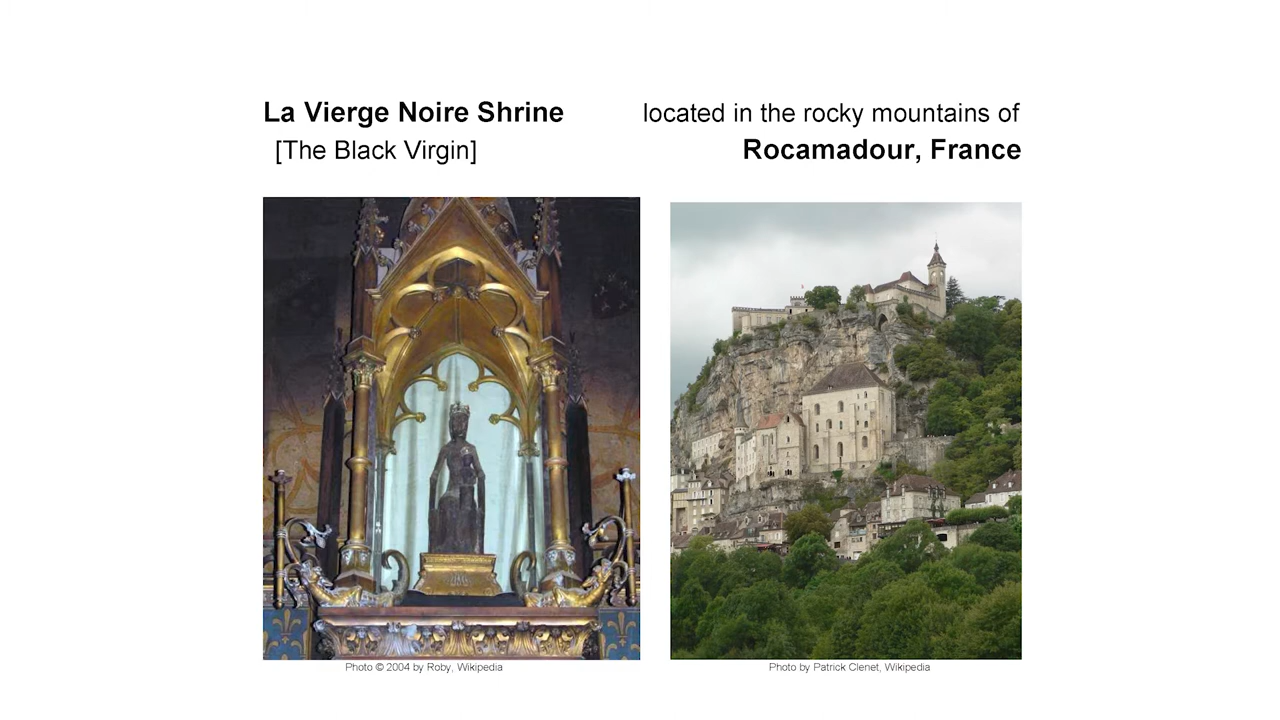 La Vierge Noire Shrine
[The Black Virgin]
located in the rocky mountains of
Rocamadour, France
Photo © 2004 by Roby, Wikipedia
Photo by Patrick Clenet, Wikipedia